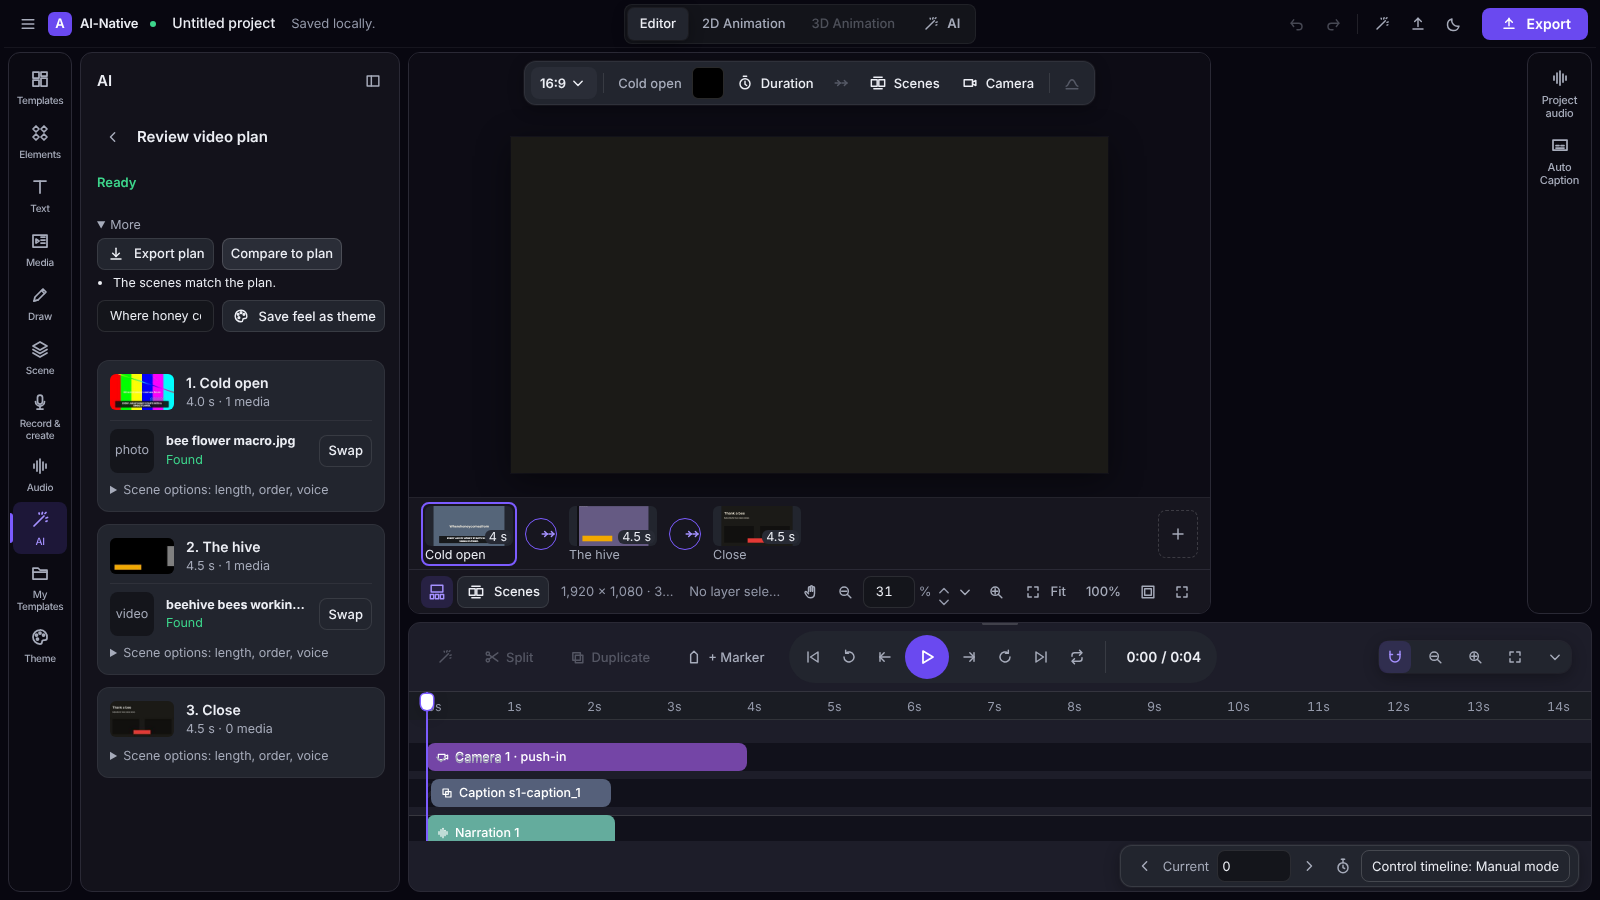 A AI-Native Untitled project Saved locally.
Editor 2D Animation 3D Animation AI
Export
Templates
Elements
Text
Media
Draw
Scene
Record &
create
Audio
AI
My
Templates
Theme
AI
Review video plan
Ready
More
Export plan Compare to plan
• The scenes match the plan.
Where honey c Save feel as theme
1. Cold open
4.0 s · 1 media
photo
bee flower macro.jpg
Found
Swap
Scene options: length, order, voice
2. The hive
4.5 s · 1 media
video
beehive bees workin...
Found
Swap
Scene options: length, order, voice
3. Close
4.5 s · 0 media
Scene options: length, order, voice
16:9 Cold open Duration Scenes Camera
4 s
Cold open
4.5 s
The hive
Thank a bee
4.5 s
Close
Scenes 1,920 × 1,080 · 3... No layer sele... 31 % Fit 100%
Project
audio
Auto
Caption
Split Duplicate + Marker 0:00 / 0:04
s 1s 2s 3s 4s 5s 6s 7s 8s 9s 10s 11s 12s 13s 14s
Camera 1 · push-in
Caption s1-caption_1
Narration 1
Current 0 Control timeline: Manual mode